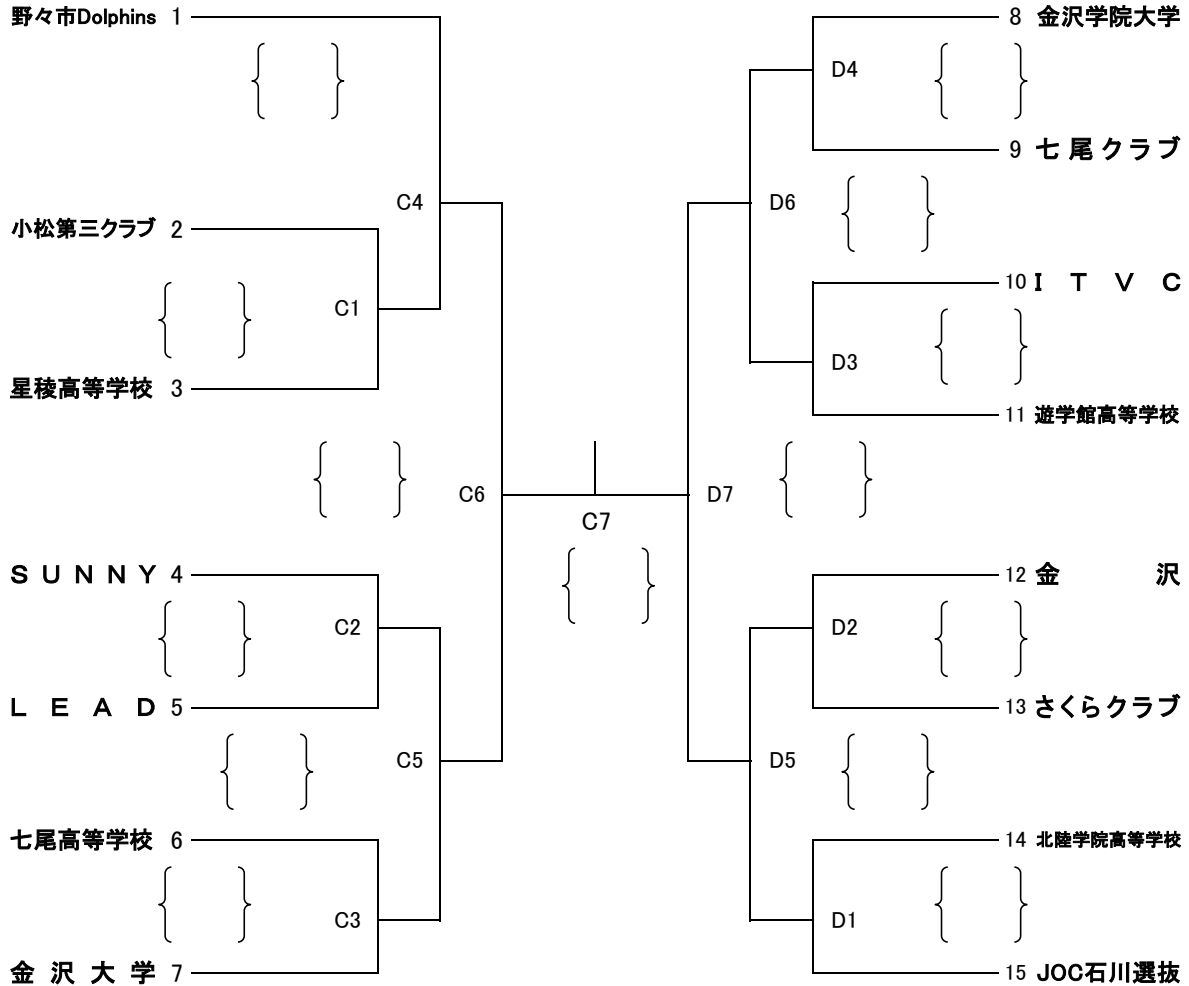 野々市Dolphins 1
C4
小松第三クラブ 2
C1
星稜高等学校 3
C6
SUNNY 4
C2
LEAD 5
C5
七尾高等学校 6
C3
金沢大学 7
C7
8 金沢学院大学
D4
9 七尾クラブ
D6
10 ITVC
D3
11 遊学館高等学校
D7
12 金沢
D2
13 さくらクラブ
D5
14 北陸学院高等学校
D1
15 JOC石川選抜